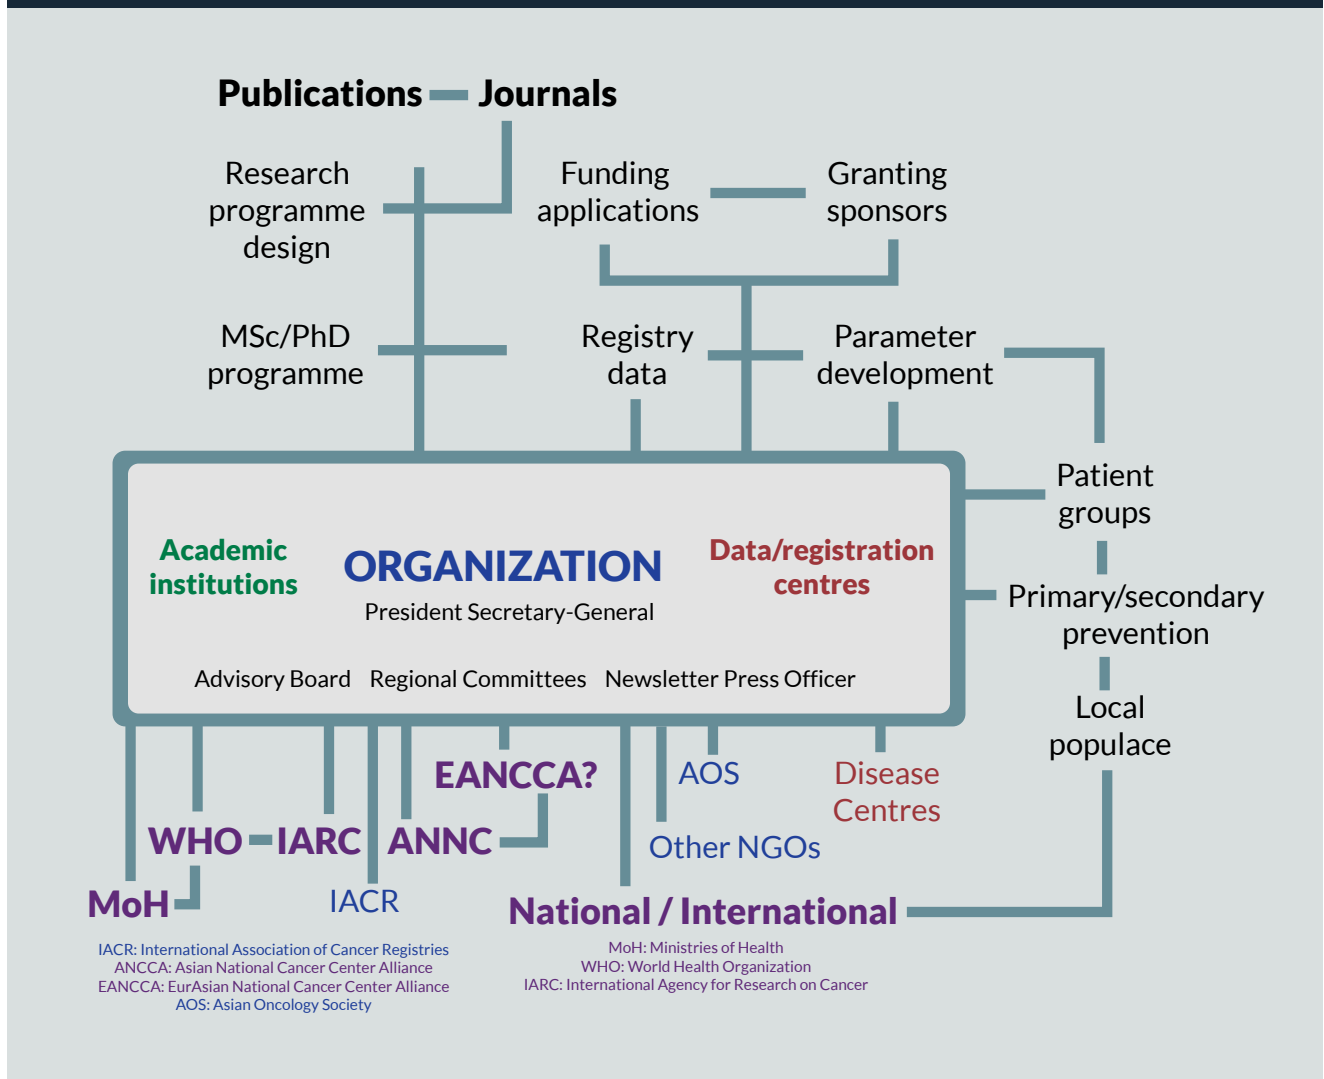 Publications
Journals
Research
programme
design
Funding
applications
Granting
sponsors
MSc/PhD
programme
Registry
data
Parameter
development
Patient
groups
Academic
institutions
ORGANIZATION
President Secretary-General
Data/registration
centres
Primary/secondary
prevention
Advisory Board Regional Committees Newsletter Press Officer
Local
populace
EANCCA?
AOS
Disease
Centres
WHO
IARC
ANNC
Other NGOs
MoH
IACR
National / International
IACR: International Association of Cancer Registries
ANCCA: Asian National Cancer Center Alliance
EANCCA: EurAsian National Cancer Center Alliance
AOS: Asian Oncology Society
MoH: Ministries of Health
WHO: World Health Organization
IARC: International Agency for Research on Cancer